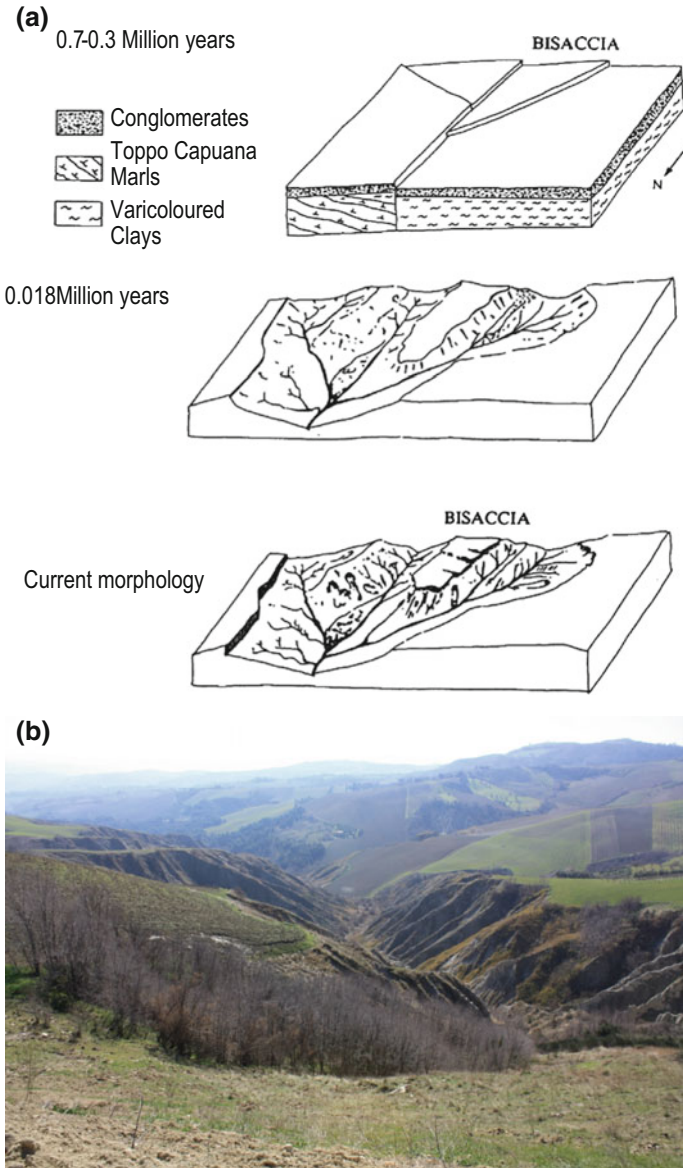 (a)
0.7-0.3 Million years
BISACCIA
Conglomerates
Toppo Capuana
Marls
Varicoloured
Clays
N
0.018Million years
BISACCIA
Current morphology
(b)